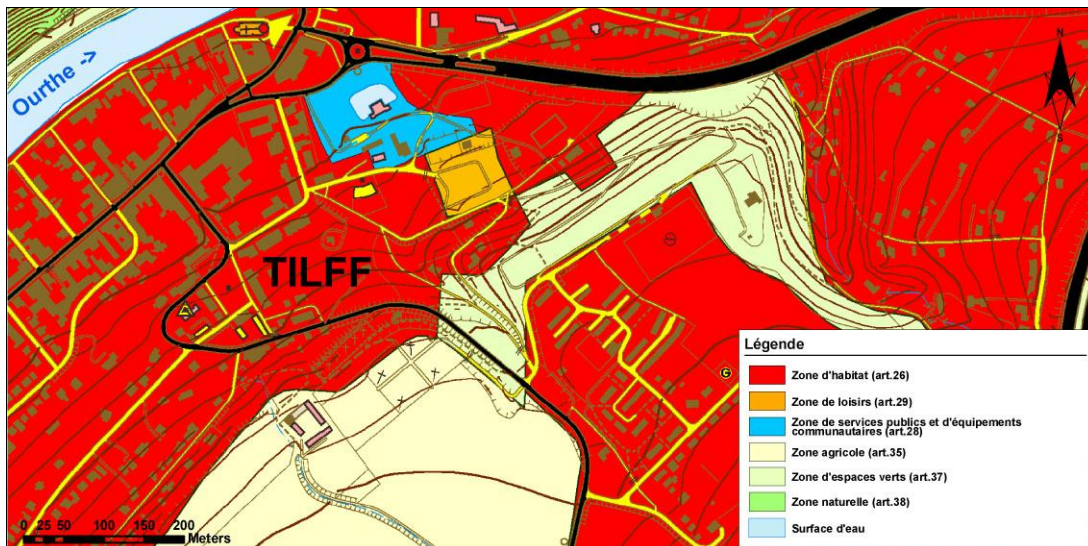 Ourthe ->
N
S
TILFF
G
Légende
Zone d'habitat (art.26)
Zone de loisirs (art.29)
Zone de services publics et d'équipements
communautaires (art.28)
Zone agricole (art.35)
Zone d'espaces verts (art.37)
Zone naturelle (art.38)
Surface d'eau
0 25 50 100 150 200
Meters